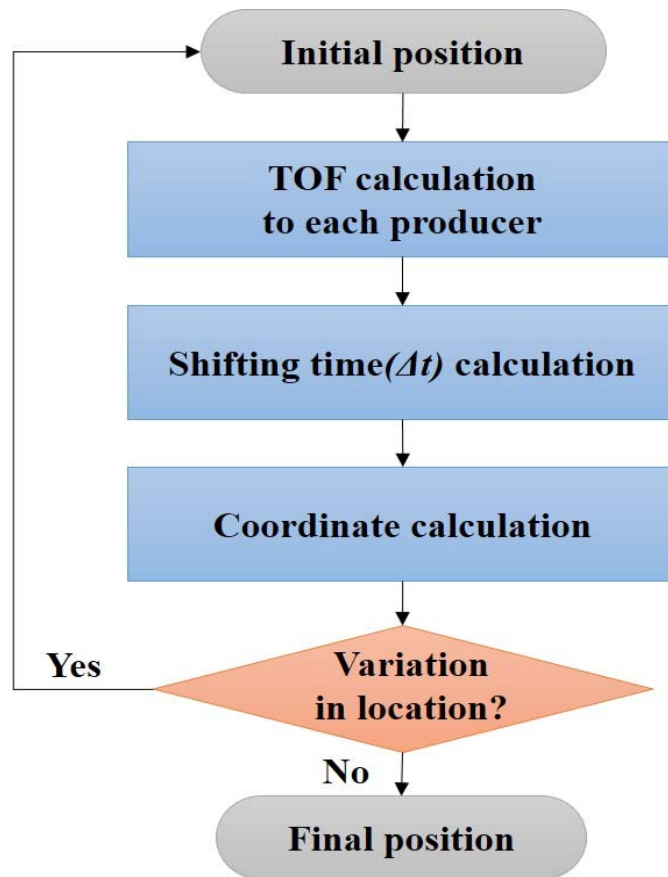 Initial position
TOF calculation
to each producer
Shifting time(Δt) calculation
Coordinate calculation
Variation
in location?
Yes
No
Final position